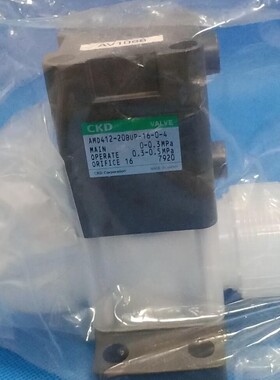 CKD VALVE
AMD412-20BUP-16-0-4
MAIN 0-0.3MPa
OPERATE 0.3-0.5MPa
ORIFICE 16 7920